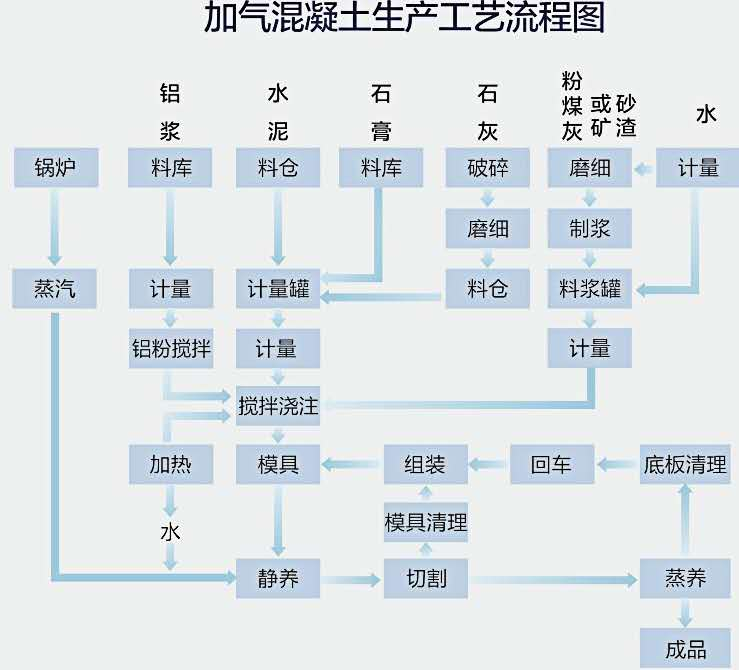 加气混凝土生产工艺流程图
铝浆
水泥
石膏
石灰
粉煤灰
或矿
砂渣
水
锅炉
料库
料仓
料库
破碎
磨细
计量
磨细
制浆
蒸汽
计量
计量罐
料仓
料浆罐
铝粉搅拌
计量
计量
搅拌浇注
加热
模具
组装
回车
底板清理
水
模具清理
静养
切割
蒸养
成品